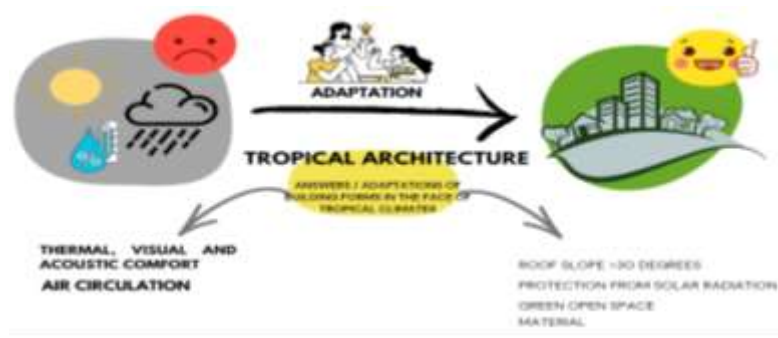 ADAPTATION
TROPICAL ARCHITECTURE
ANSWERS / ADAPTATIONS OF
BUILDING FORMS IN THE FACE OF
TROPICAL CLIMATES
THERMAL, VISUAL AND
ACOUSTIC COMFORT
AIR CIRCULATION
ROOF SLOPE >30 DEGREES
PROTECTION FROM SOLAR RADIATION
GREEN OPEN SPACE
MATERIAL